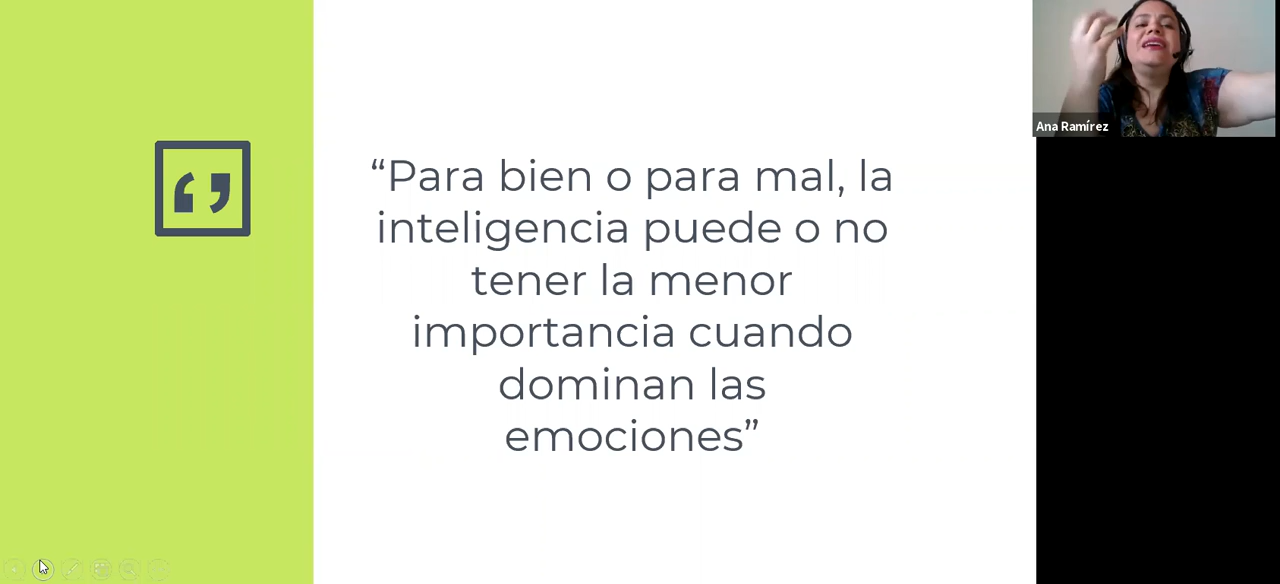 “Para bien o para mal, la
inteligencia puede o no
tener la menor
importancia cuando
dominan las
emociones”
Ana Ramírez